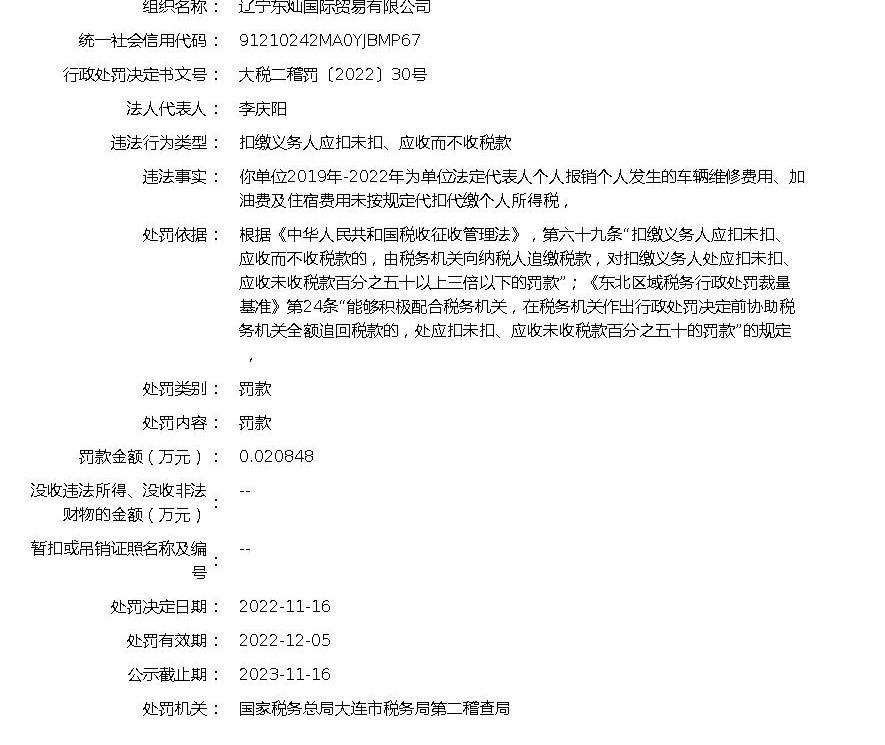 组织名称： 辽宁东灿国际贸易有限公司
统一社会信用代码： 91210242MA0YJBMP67
行政处罚决定书文号： 大税二稽罚〔2022〕30号
法人代表人： 李庆阳
违法行为类型： 扣缴义务人应扣未扣、应收而不收税款
违法事实： 你单位2019年-2022年为单位法定代表人个人报销个人发生的车辆维修费用、加
油费及住宿费用未按规定代扣代缴个人所得税，
处罚依据： 根据《中华人民共和国税收征收管理法》，第六十九条“扣缴义务人应扣未扣、
应收而不收税款的，由税务机关向纳税人追缴税款，对扣缴义务人处应扣未扣、
应收未收税款百分之五十以上三倍以下的罚款”；《东北区域税务行政处罚裁量
基准》第24条“能够积极配合税务机关，在税务机关作出行政处罚决定前协助税
务机关全额追回税款的，处应扣未扣、应收未收税款百分之五十的罚款”的规定
，
处罚类别： 罚款
处罚内容： 罚款
罚款金额（万元）： 0.020848
没收违法所得、没收非法
财物的金额（万元）： --
暂扣或吊销证照名称及编
号： --
处罚决定日期： 2022-11-16
处罚有效期： 2022-12-05
公示截止期： 2023-11-16
处罚机关： 国家税务总局大连市税务局第二稽查局